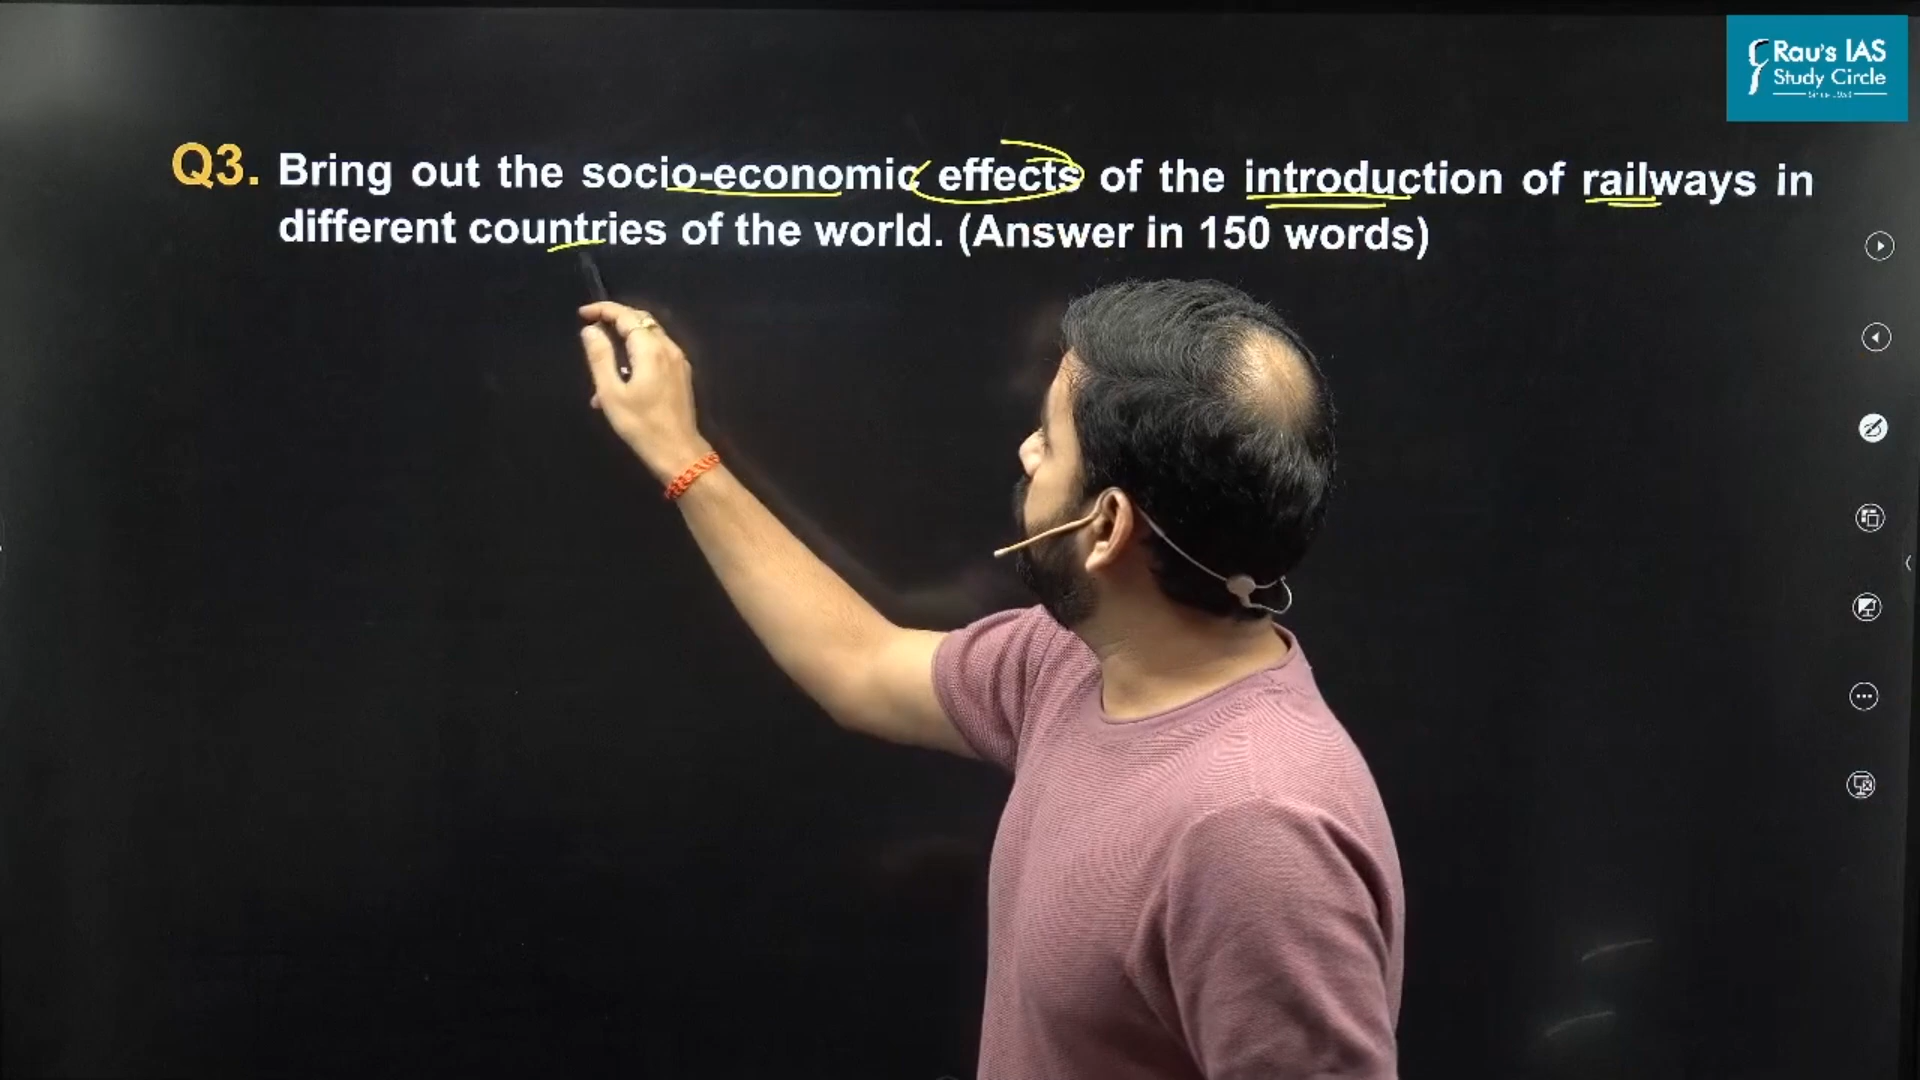 Rau's IAS
Study Circle
Q3. Bring out the socio-economic effects of the introduction of railways in
different countries of the world. (Answer in 150 words)